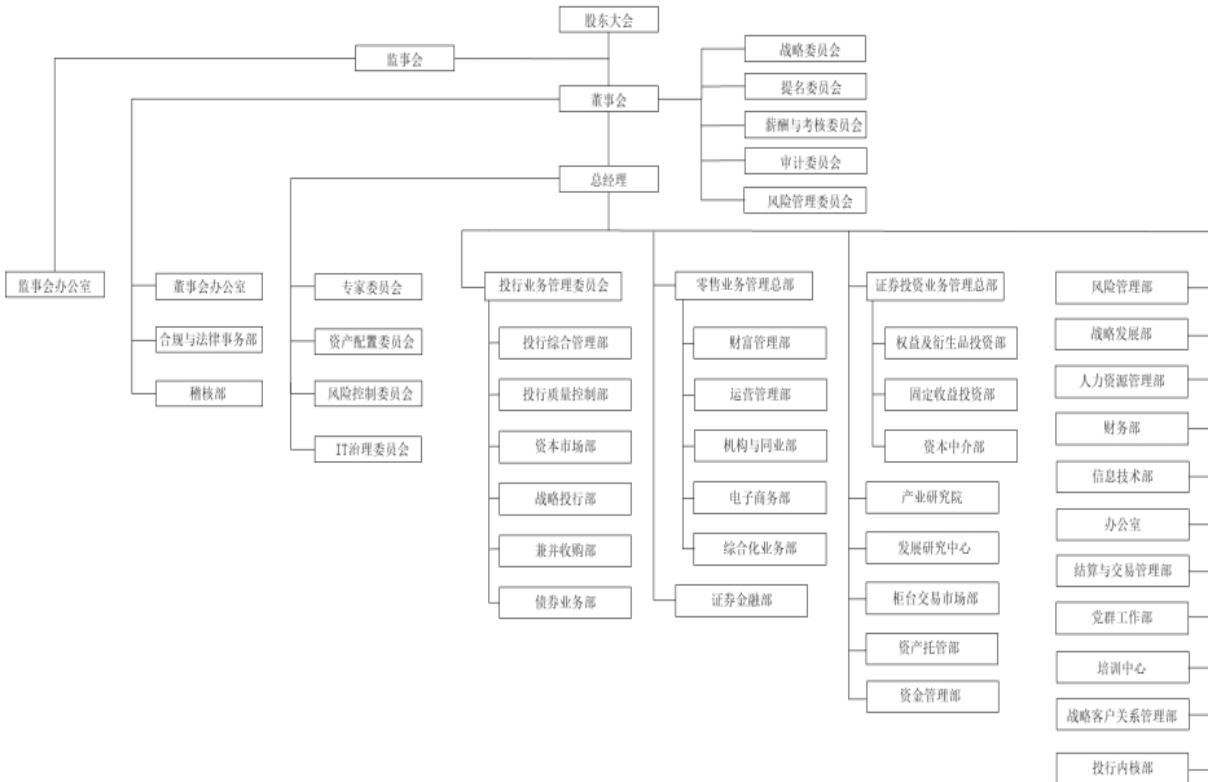 股东大会
监事会
董事会
战略委员会
提名委员会
薪酬与考核委员会
审计委员会
风险管理委员会
总经理
监事会办公室
董事会办公室
合规与法律事务部
稽核部
专家委员会
资产配置委员会
风险控制委员会
IT治理委员会
投行业务管理委员会
投行综合管理部
投行质量控制部
资本市场部
战略投行部
兼并收购部
债券业务部
零售业务管理总部
财富管理部
运营管理部
机构与同业部
电子商务部
综合化业务部
证券金融部
证券投资业务管理总部
权益及衍生品投资部
固定收益投资部
资本中介部
产业研究院
发展研究中心
柜台交易市场部
资产托管部
资金管理部
风险管理部
战略发展部
人力资源管理部
财务部
信息技术部
办公室
结算与交易管理部
党群工作部
培训中心
战略客户关系管理部
投行内核部